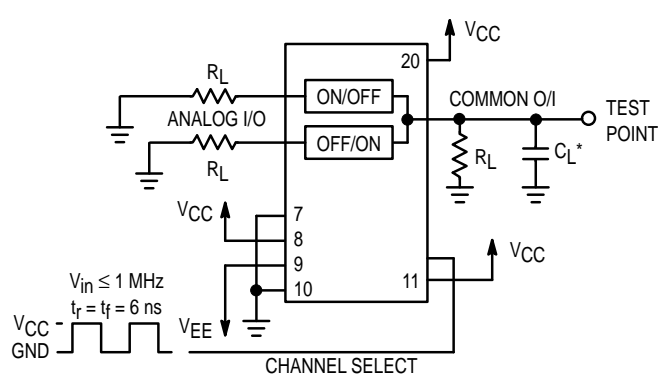 VCC
20
RL
ON/OFF
COMMON O/I
TEST
POINT
ANALOG I/O
OFF/ON
RL
RL
CL*
VCC
7
8
9
10
VCC
11
Vin ≤ 1 MHz
tr = tf = 6 ns
VCC
GND
VEE
CHANNEL SELECT